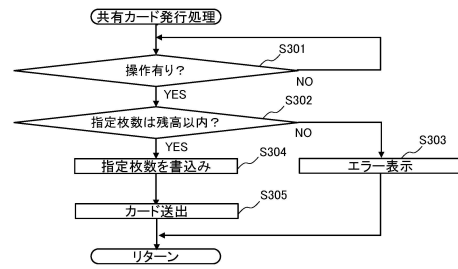 共有カード発行処理
S301
操作有り？
NO
YES
S302
指定枚数は残高以内？
NO
YES
S304
S303
指定枚数を書込み
エラー表示
S305
カード送出
リターン